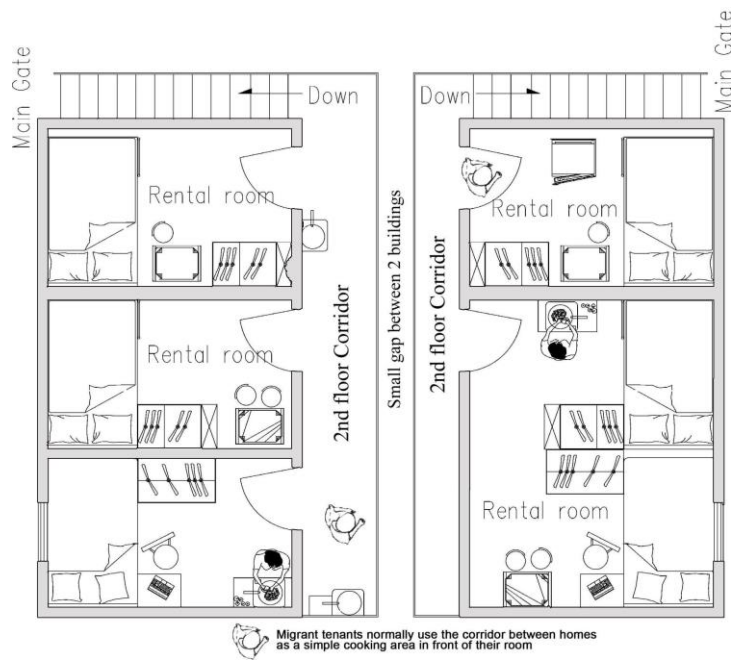 Main Gate
Down
Down
Main Gate
Rental room
Rental room
Rental room
2nd floor Corridor
Small gap between 2 buildings
2nd floor Corridor
Rental room
Migrant tenants normally use the corridor between homes
as a simple cooking area in front of their room